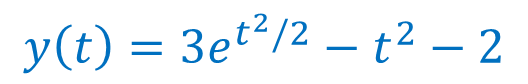 y(t) = 3e^{t^2/2} − t^2 − 2